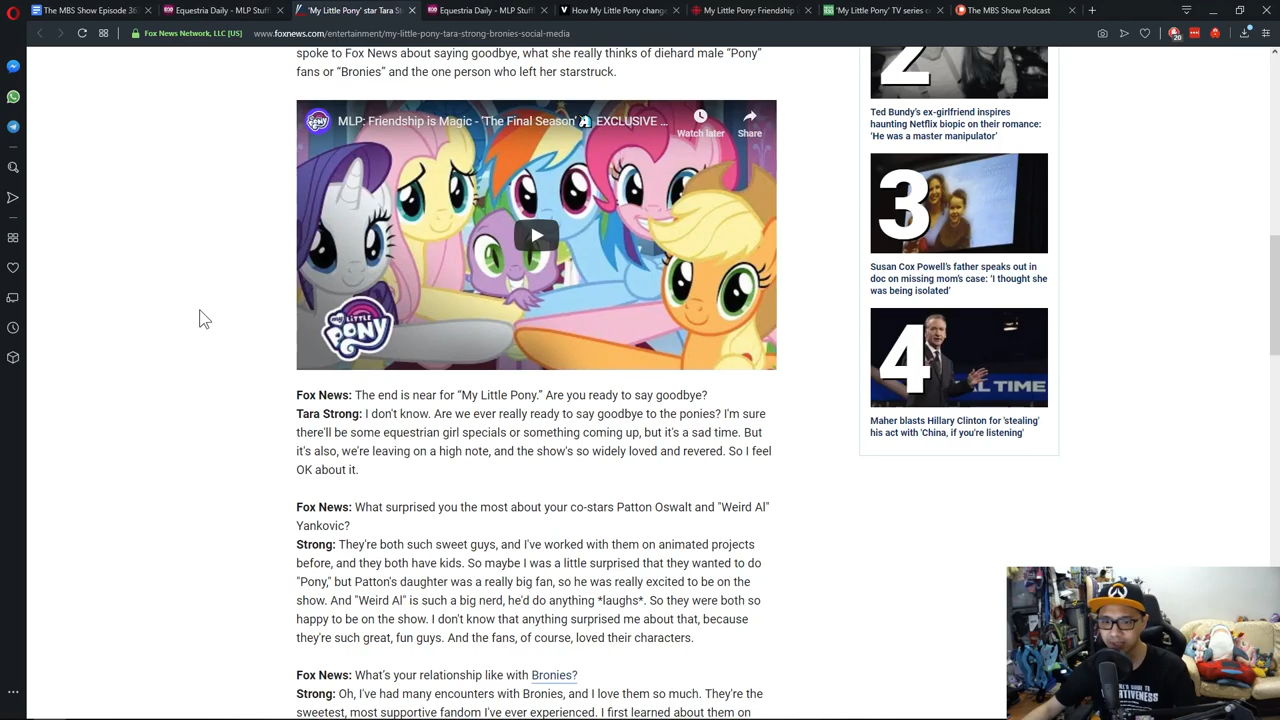 The MBS Show Episode 36
Equestria Daily - MLP Stuff
'My Little Pony' star Tara St
Equestria Daily - MLP Stuff
How My Little Pony change
My Little Pony: Friendship
'My Little Pony' TV series c
The MBS Show Podcast
Fox News Network, LLC [US]
www.foxnews.com/entertainment/my-little-pony-tara-strong-bronies-social-media
20
spoke to Fox News about saying goodbye, what she really thinks of diehard male “Pony”
fans or “Bronies” and the one person who left her starstruck.
MLP: Friendship is Magic - 'The Final Season' EXCLUSIVE ...
Watch later
Share
my LITTLE
PONY
Fox News: The end is near for “My Little Pony.” Are you ready to say goodbye?
Tara Strong: I don't know. Are we ever really ready to say goodbye to the ponies? I'm sure
there'll be some equestrian girl specials or something coming up, but it's a sad time. But
it's also, we're leaving on a high note, and the show's so widely loved and revered. So I feel
OK about it.
Fox News: What surprised you the most about your co-stars Patton Oswalt and "Weird Al"
Yankovic?
Strong: They're both such sweet guys, and I've worked with them on animated projects
before, and they both have kids. So maybe I was a little surprised that they wanted to do
"Pony," but Patton's daughter was a really big fan, so he was really excited to be on the
show. And "Weird Al" is such a big nerd, he'd do anything *laughs*. So they were both so
happy to be on the show. I don't know that anything surprised me about that, because
they're such great, fun guys. And the fans, of course, loved their characters.
Fox News: What's your relationship like with Bronies?
Strong: Oh, I've had many encounters with Bronies, and I love them so much. They're the
sweetest, most supportive fandom I've ever experienced. I first learned about them on
2
Ted Bundy’s ex-girlfriend inspires
haunting Netflix biopic on their romance:
‘He was a master manipulator’
3
Susan Cox Powell’s father speaks out in
doc on missing mom’s case: ‘I thought she
was being isolated’
4
AL TIME
Maher blasts Hillary Clinton for 'stealing'
his act with 'China, if you're listening'